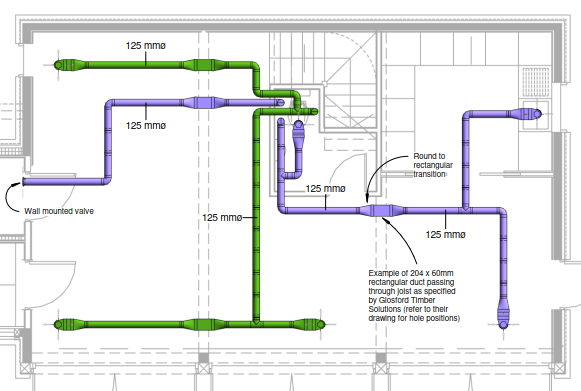 125 mmø
125 mmø
Round to
rectangular
transition
125 mmø
Wall mounted valve
125 mmø
125 mmø
Example of 204 x 60mm
rectangular duct passing
through joist as specified
by Glosford Timber
Solutions (refer to their
drawing for hole positions)